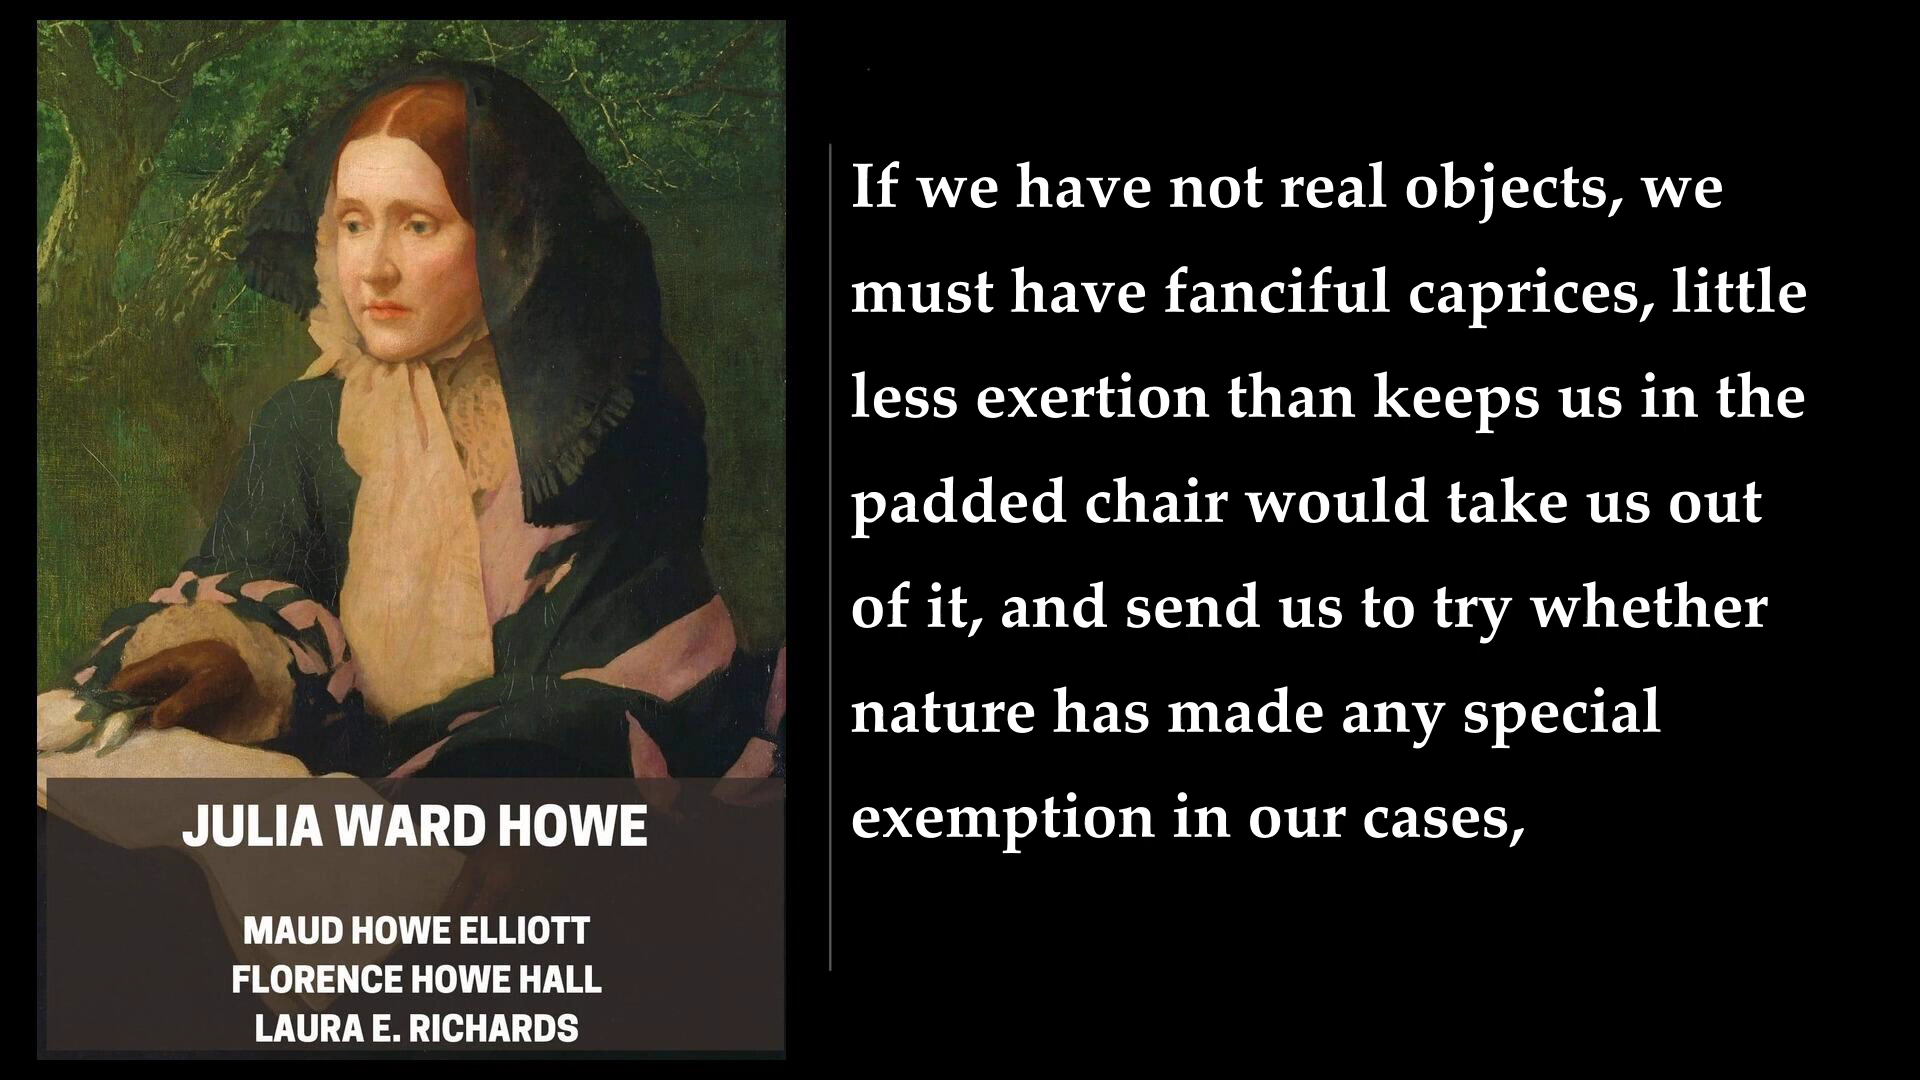 JULIA WARD HOWE
MAUD HOWE ELLIOTT
FLORENCE HOWE HALL
LAURA E. RICHARDS
If we have not real objects, we
must have fanciful caprices, little
less exertion than keeps us in the
padded chair would take us out
of it, and send us to try whether
nature has made any special
exemption in our cases,